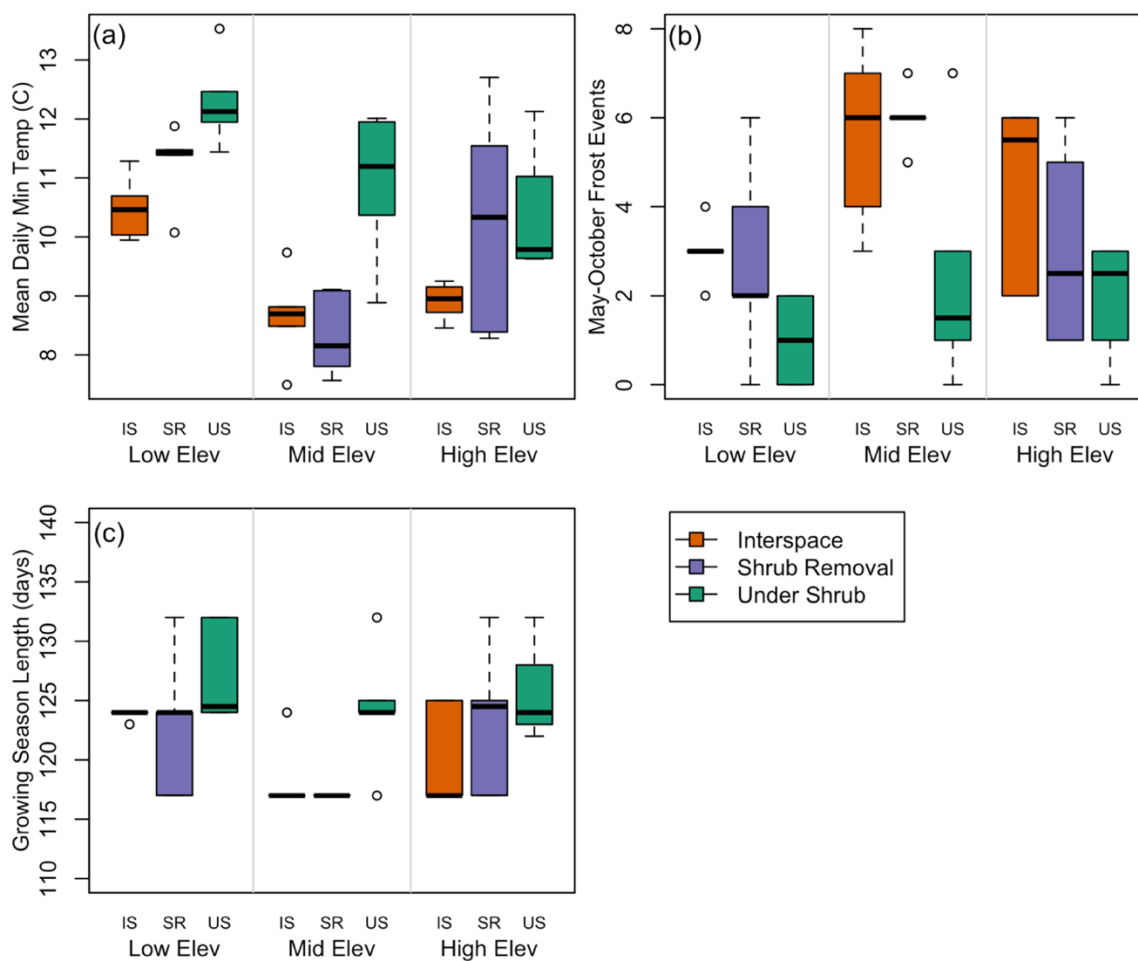 (a)
Mean Daily Min Temp (C)
13
12
11
10
9
8
IS SR US IS SR US IS SR US
Low Elev Mid Elev High Elev
(b)
May-October Frost Events
8
6
4
2
0
IS SR US IS SR US IS SR US
Low Elev Mid Elev High Elev
(c)
Growing Season Length (days)
140
135
130
125
120
115
110
IS SR US IS SR US IS SR US
Low Elev Mid Elev High Elev
Interspace
Shrub Removal
Under Shrub